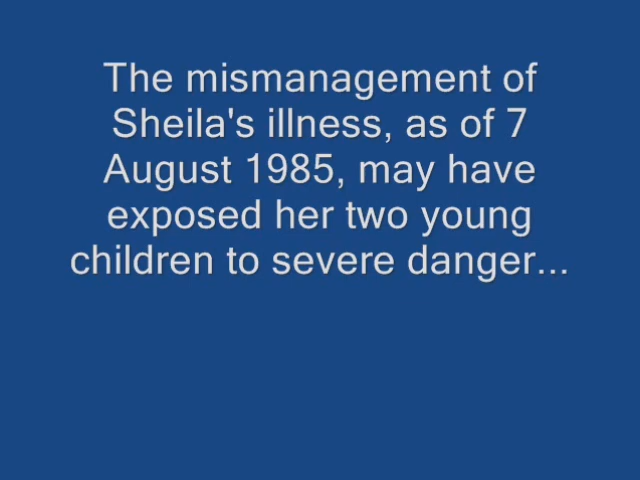 The mismanagement of
Sheila's illness, as of 7
August 1985, may have
exposed her two young
children to severe danger...